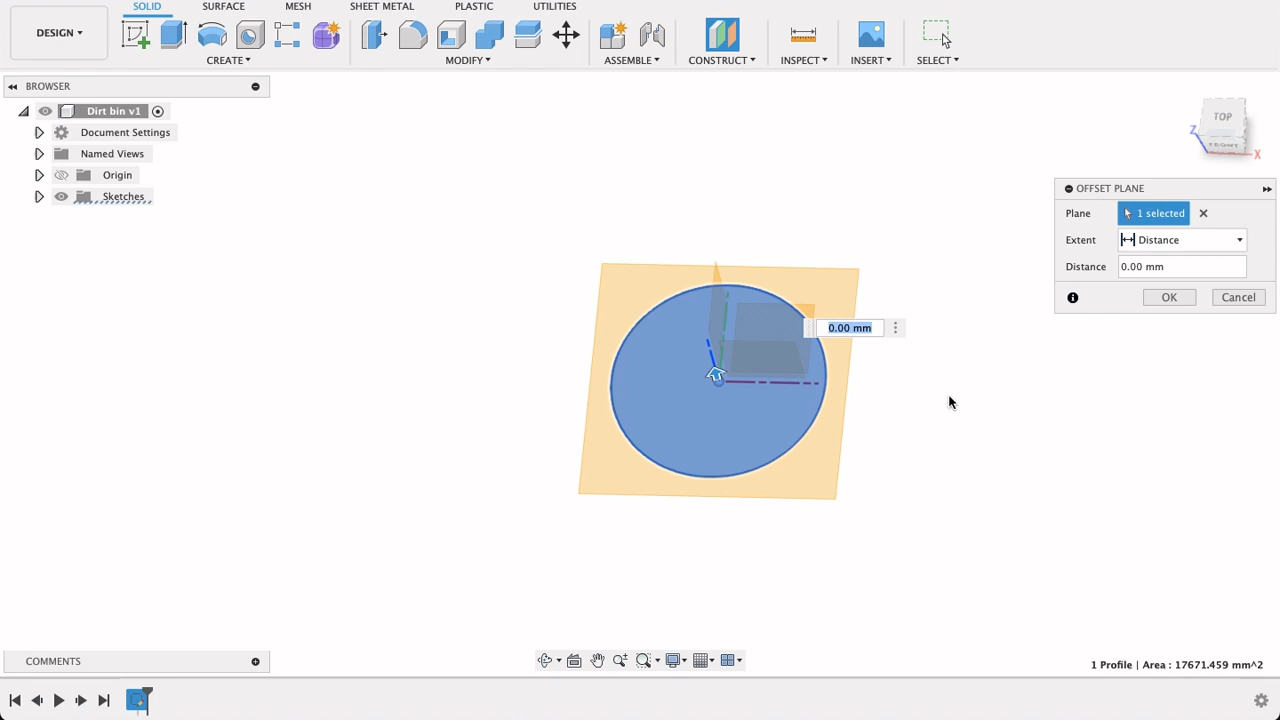 SOLID SURFACE MESH SHEET METAL PLASTIC UTILITIES
DESIGN
CREATE MODIFY ASSEMBLE CONSTRUCT INSPECT INSERT SELECT
BROWSER
Dirt bin v1
Document Settings
Named Views
Origin
Sketches
TOP
Z
X
OFFSET PLANE
Plane 1 selected
Extent Distance
Distance 0.00 mm
OK Cancel
0.00 mm
COMMENTS
1 Profile | Area : 17671.459 mm^2